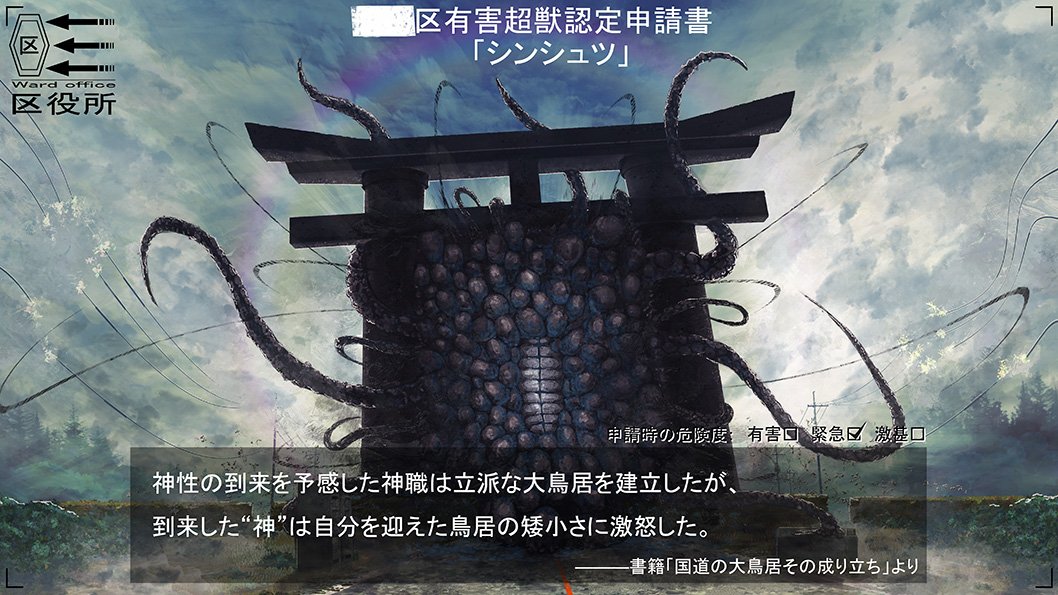 区有害超獣認定申請書
「シンシュツ」
区
Ward office
区役所
申請時の危険度: 有害☐ 緊急☑ 激甚☐
神性の到来を予感した神職は立派な大鳥居を建立したが、
到来した“神”は自分を迎えた鳥居の矮小さに激怒した。
―――書籍「国道の大鳥居その成り立ち」より